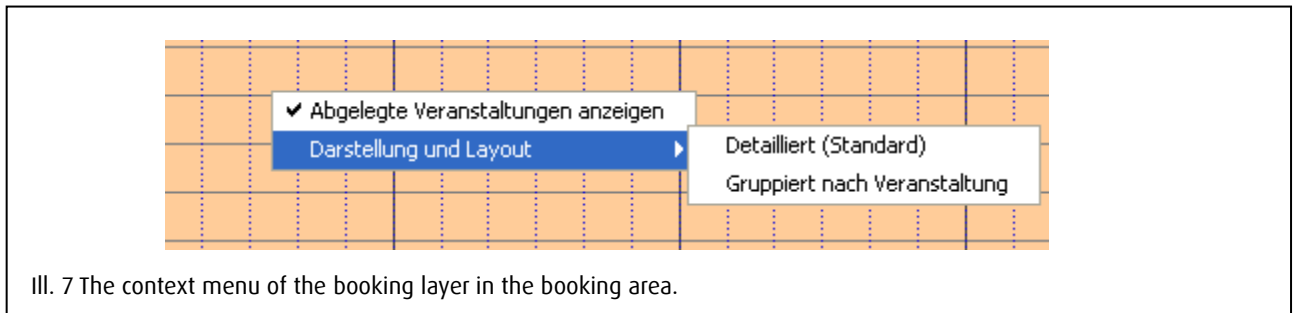 Abgelegte Veranstaltungen anzeigen
Darstellung und Layout
Detailliert (Standard)
Gruppiert nach Veranstaltung
Ill. 7 The context menu of the booking layer in the booking area.